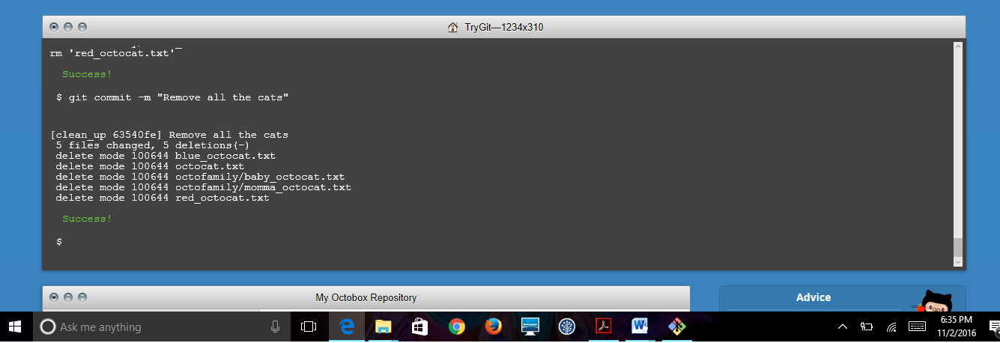 TryGit—1234x310
rm 'red_octocat.txt'
Success!
$ git commit -m "Remove all the cats"
[clean_up 63540fe] Remove all the cats
5 files changed, 5 deletions(-)
delete mode 100644 blue_octocat.txt
delete mode 100644 octocat.txt
delete mode 100644 octofamily/baby_octocat.txt
delete mode 100644 octofamily/momma_octocat.txt
delete mode 100644 red_octocat.txt
Success!
$
My Octobox Repository
Advice
Ask me anything
6:35 PM
11/2/2016